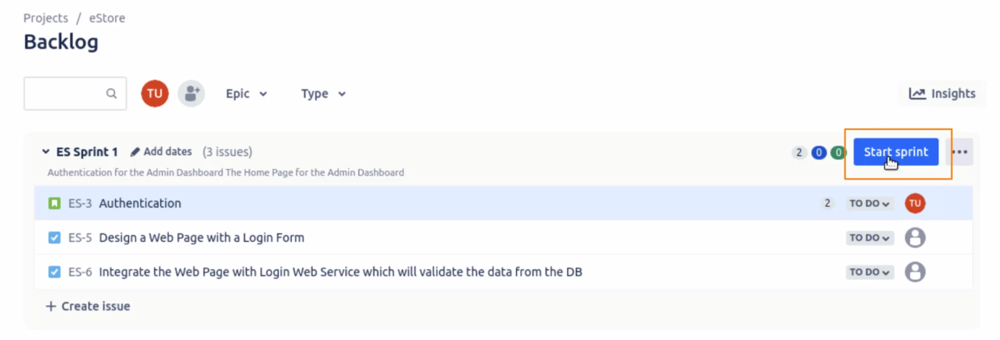 Projects / eStore
Backlog
TU Epic Type Insights
ES Sprint 1 Add dates (3 issues) 2 0 0 Start sprint ...
Authentication for the Admin Dashboard The Home Page for the Admin Dashboard
ES-3 Authentication 2 TO DO TU
ES-5 Design a Web Page with a Login Form TO DO
ES-6 Integrate the Web Page with Login Web Service which will validate the data from the DB TO DO
+ Create issue